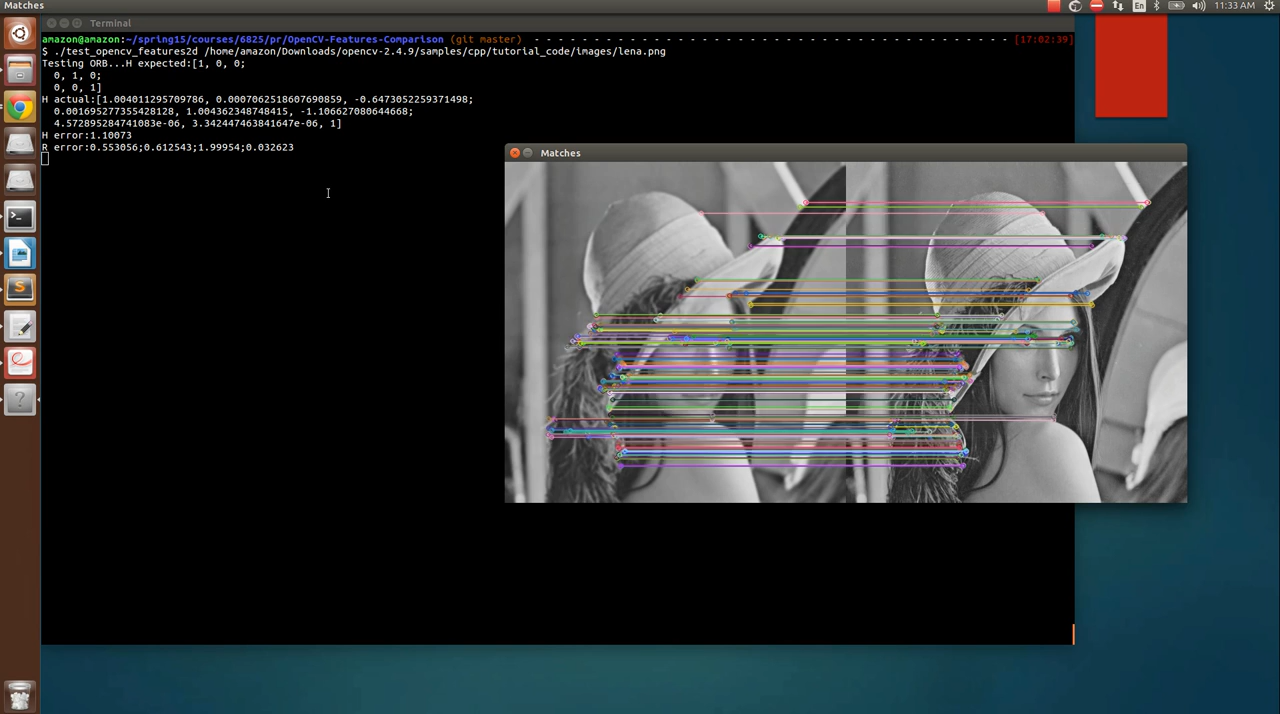 Matches
En
11:33 AM
Terminal
amazon@amazon:~/spring15/courses/6825/pr/OpenCV-Features-Comparison (git master) - - - - - - - - - - - - - - - - - - - - - - - - - - - - - - - - - - - - - - - - [17:02:39]
$ ./test_opencv_features2d /home/amazon/Downloads/opencv-2.4.9/samples/cpp/tutorial_code/images/lena.png
Testing ORB...H expected:[1, 0, 0;
0, 1, 0;
0, 0, 1]
H actual:[1.004011295709786, 0.0007062518607690859, -0.6473052259371498;
0.001695277355428128, 1.004362348748415, -1.106627080644668;
4.572895284741083e-06, 3.342447463841647e-06, 1]
H error:1.10073
R error:0.553056;0.612543;1.99954;0.032623
Matches